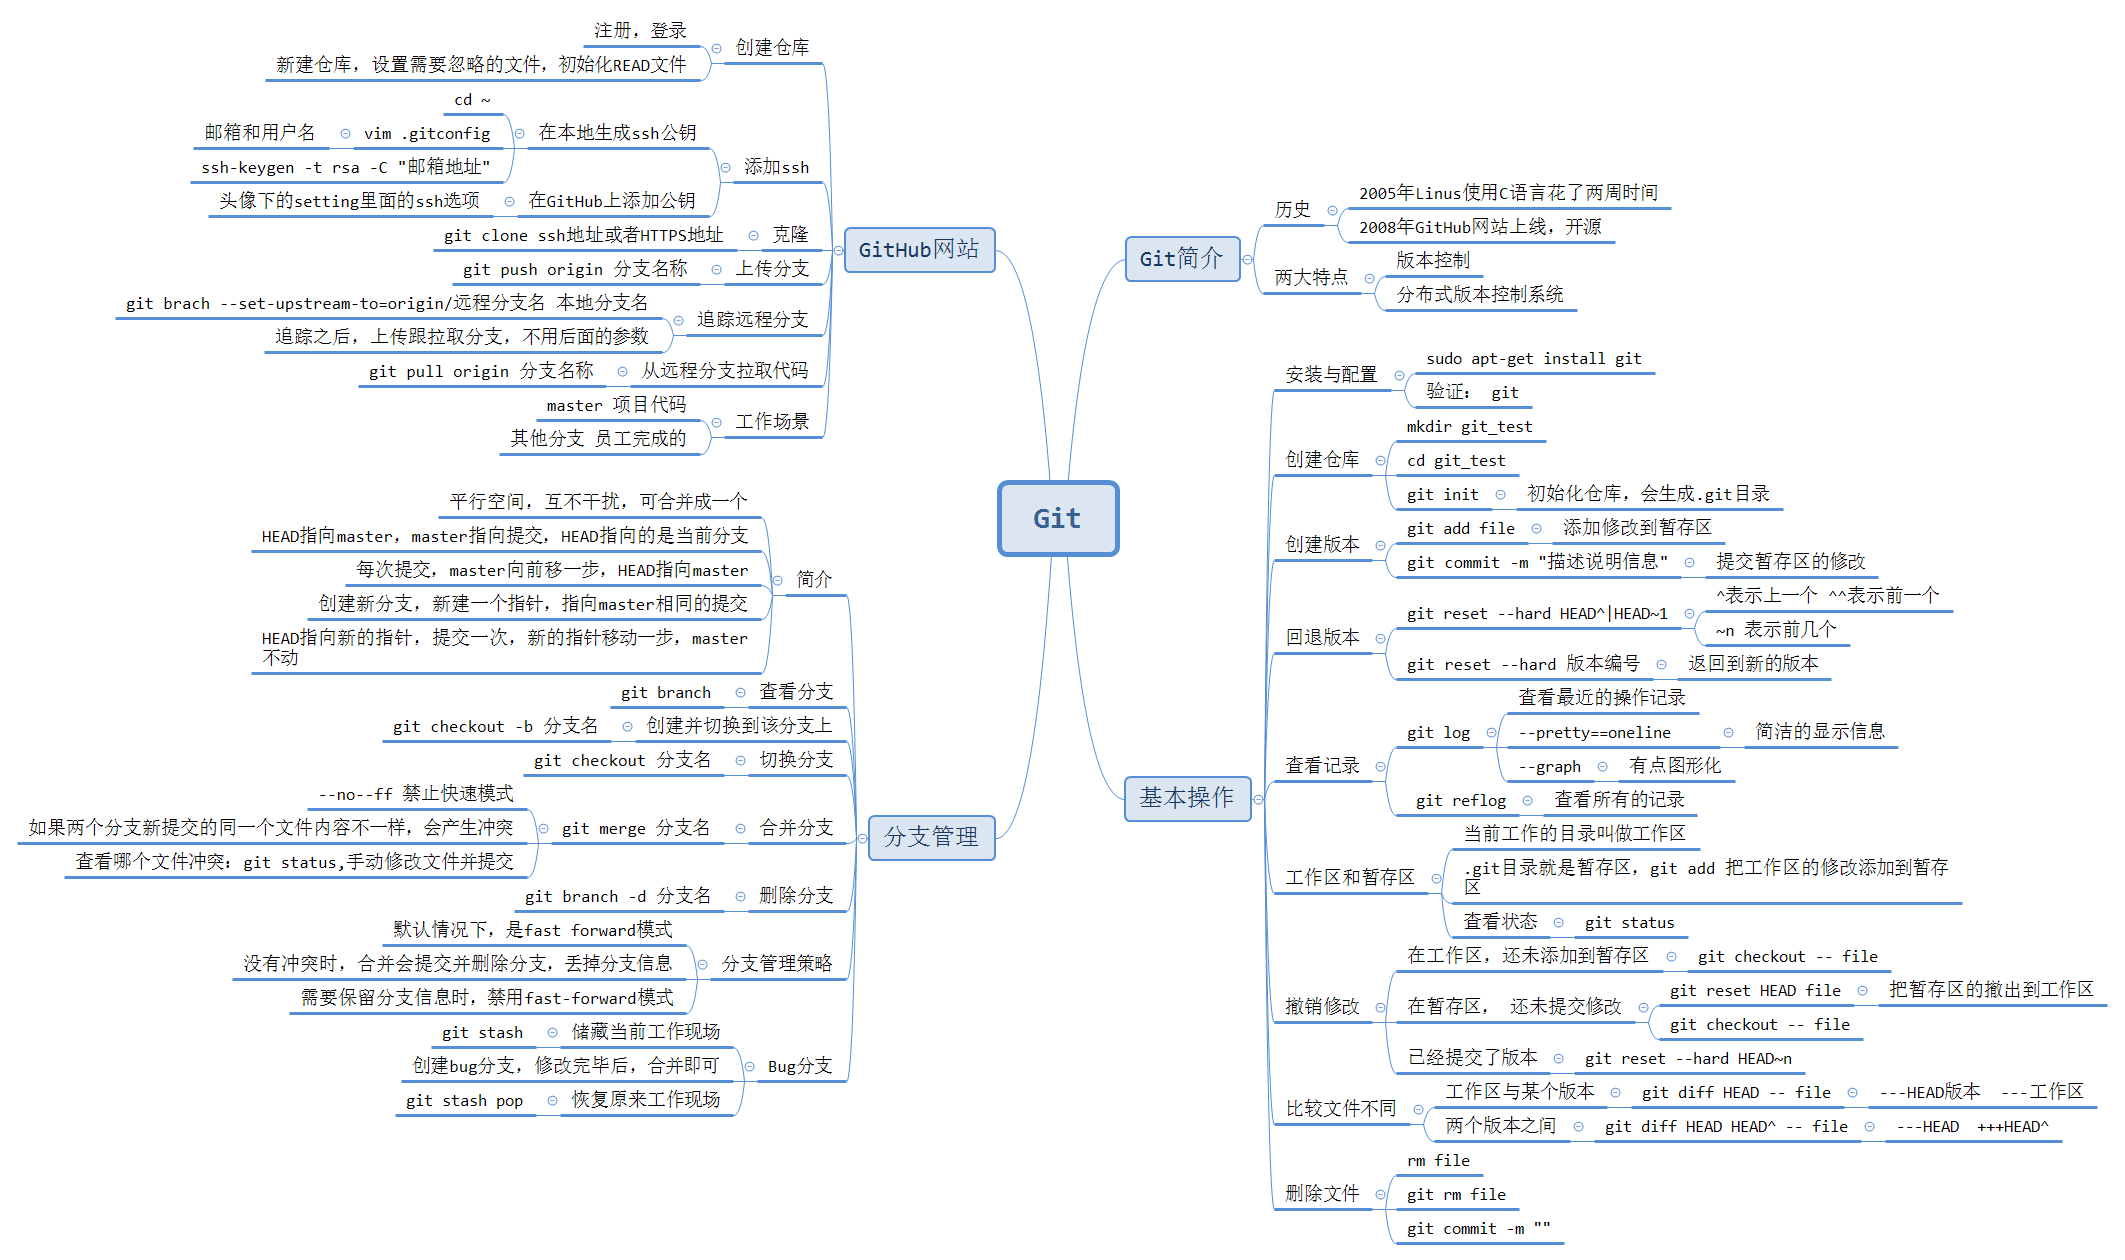 Git
Git简介
历史
2005年Linus使用C语言花了两周时间
2008年GitHub网站上线，开源
两大特点
版本控制
分布式版本控制系统
基本操作
安装与配置
sudo apt-get install git
验证： git
创建仓库
mkdir git_test
cd git_test
git init
初始化仓库，会生成.git目录
创建版本
git add file
添加修改到暂存区
git commit -m "描述说明信息"
提交暂存区的修改
回退版本
git reset --hard HEAD^|HEAD~1
^表示上一个 ^^表示前一个
~n 表示前几个
git reset --hard 版本编号
返回到新的版本
查看记录
git log
查看最近的操作记录
--pretty==oneline
简洁的显示信息
--graph
有点图形化
git reflog
查看所有的记录
工作区和暂存区
当前工作的目录叫做工作区
.git目录就是暂存区，git add 把工作区的修改添加到暂存
区
查看状态
git status
撤销修改
在工作区，还未添加到暂存区
git checkout -- file
在暂存区， 还未提交修改
git reset HEAD file
把暂存区的撤出到工作区
git checkout -- file
已经提交了版本
git reset --hard HEAD~n
比较文件不同
工作区与某个版本
git diff HEAD -- file
---HEAD版本  ---工作区
两个版本之间
git diff HEAD HEAD^ -- file
---HEAD  +++HEAD^
删除文件
rm file
git rm file
git commit -m ""
GitHub网站
创建仓库
注册，登录
新建仓库，设置需要忽略的文件，初始化READ文件
添加ssh
在本地生成ssh公钥
cd ~
vim .gitconfig
邮箱和用户名
ssh-keygen -t rsa -C "邮箱地址"
在GitHub上添加公钥
头像下的setting里面的ssh选项
克隆
git clone ssh地址或者HTTPS地址
上传分支
git push origin 分支名称
追踪远程分支
git brach --set-upstream-to=origin/远程分支名 本地分支名
追踪之后，上传跟拉取分支，不用后面的参数
从远程分支拉取代码
git pull origin 分支名称
工作场景
master 项目代码
其他分支 员工完成的
分支管理
简介
平行空间，互不干扰，可合并成一个
HEAD指向master，master指向提交，HEAD指向的是当前分支
每次提交，master向前移一步，HEAD指向master
创建新分支，新建一个指针，指向master相同的提交
HEAD指向新的指针，提交一次，新的指针移动一步，master
不动
查看分支
git branch
创建并切换到该分支上
git checkout -b 分支名
切换分支
git checkout 分支名
合并分支
git merge 分支名
--no--ff 禁止快速模式
如果两个分支新提交的同一个文件内容不一样，会产生冲突
查看哪个文件冲突：git status,手动修改文件并提交
删除分支
git branch -d 分支名
分支管理策略
默认情况下，是fast forward模式
没有冲突时，合并会提交并删除分支，丢掉分支信息
需要保留分支信息时，禁用fast-forward模式
Bug分支
储藏当前工作现场
git stash
创建bug分支，修改完毕后，合并即可
恢复原来工作现场
git stash pop